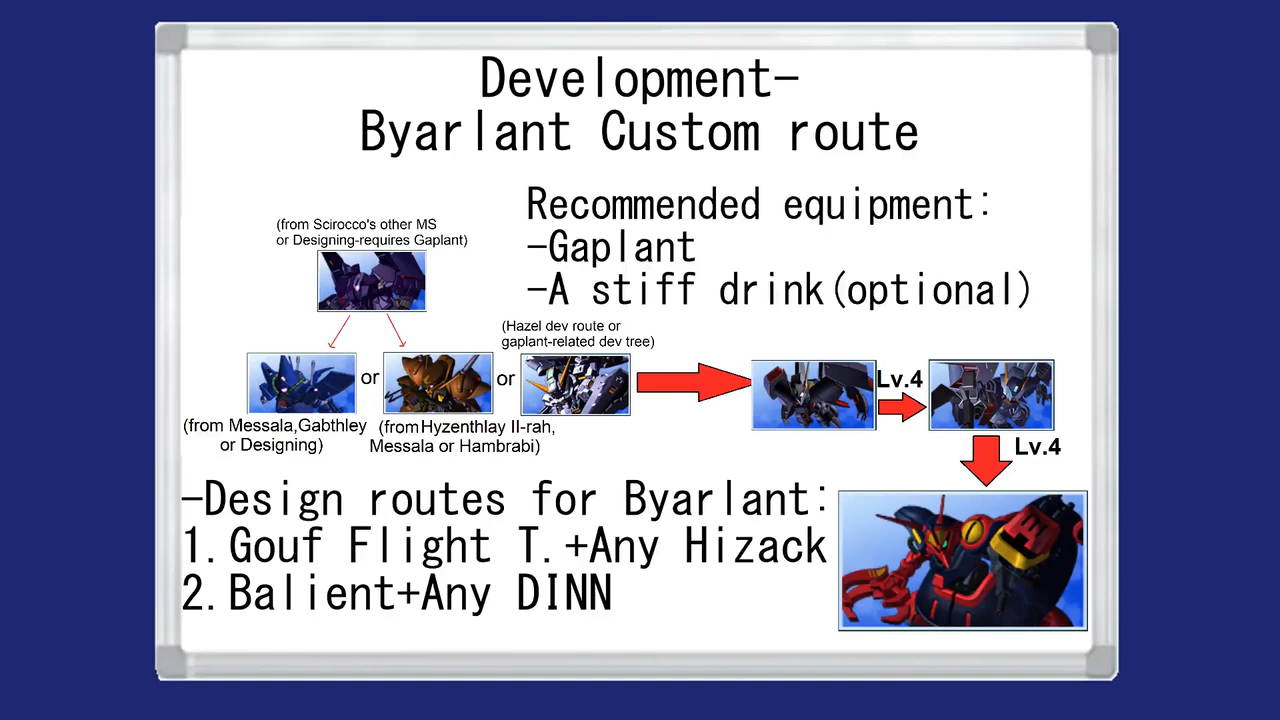 Development-
Byarlant Custom route
Recommended equipment:
-Gaplant
-A stiff drink(optional)
(from Scirocco's other MS
or Designing-requires Gaplant)
(Hazel dev route or
gaplant-related dev tree)
or
or
Lv.4
(from Messala,Gabthley
or Designing)
(from Hyzenthlay II-rah,
Messala or Hambrabi)
Lv.4
-Design routes for Byarlant:
1.Gouf Flight T.+Any Hizack
2.Balient+Any DINN